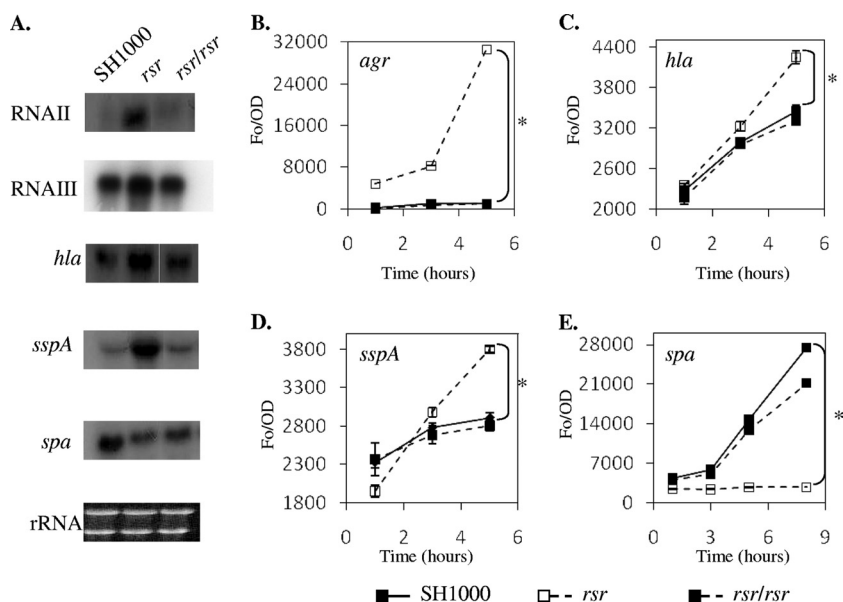 A.
SH1000
rsr
rsr/rsr
RNAII
RNAIII
hla
sspA
spa
rRNA
B.
agr
Fo/OD
32000
24000
16000
8000
0
0 2 4 6
Time (hours)
*
C.
hla
Fo/OD
4400
3800
3200
2600
2000
0 2 4 6
Time (hours)
*
D.
sspA
Fo/OD
3800
3300
2800
2300
1800
0 2 4 6
Time (hours)
*
E.
spa
Fo/OD
28000
21000
14000
7000
0
0 3 6 9
Time (hours)
*
SH1000
rsr
rsr/rsr